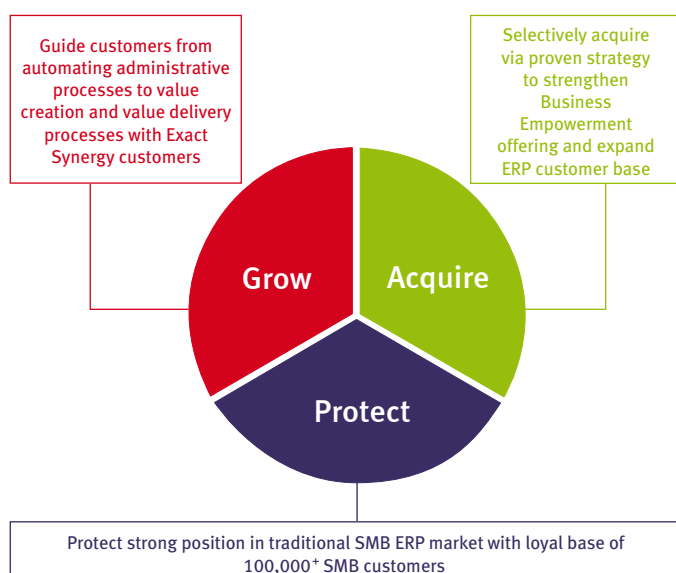 Guide customers from
automating administrative
processes to value
creation and value delivery
processes with Exact
Synergy customers
Selectively acquire
via proven strategy
to strengthen
Business
Empowerment
offering and expand
ERP customer base
Grow
Acquire
Protect
Protect strong position in traditional SMB ERP market with loyal base of
100,000⁺ SMB customers